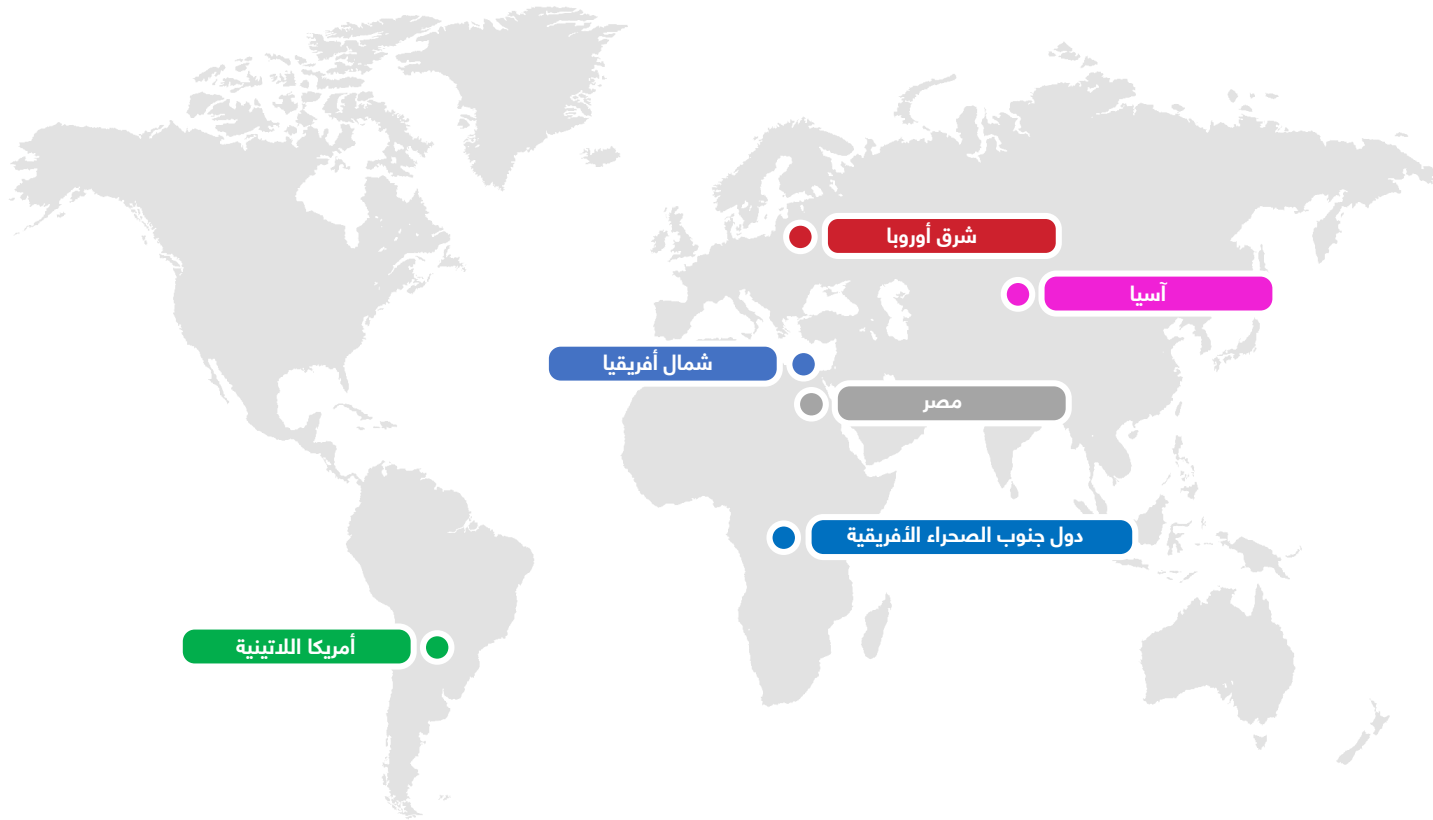 شرق أوروبا
آسيا
شمال أفريقيا
مصر
دول جنوب الصحراء الأفريقية
أمريكا اللاتينية